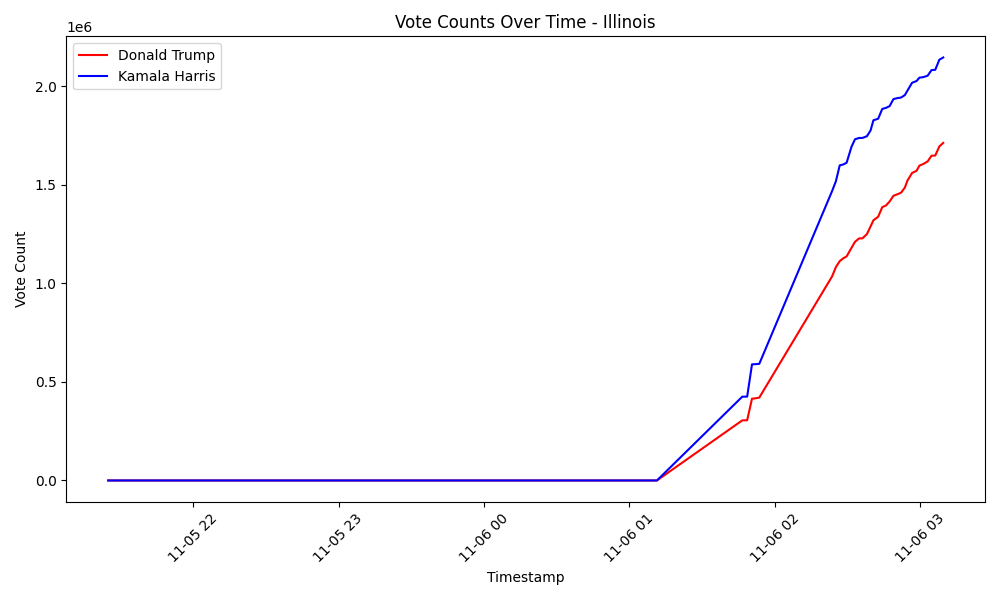 Vote Counts Over Time - Illinois
1e6
Donald Trump
Kamala Harris
Vote Count
2.0
1.5
1.0
0.5
0.0
11-05 22
11-05 23
11-06 00
11-06 01
11-06 02
11-06 03
Timestamp